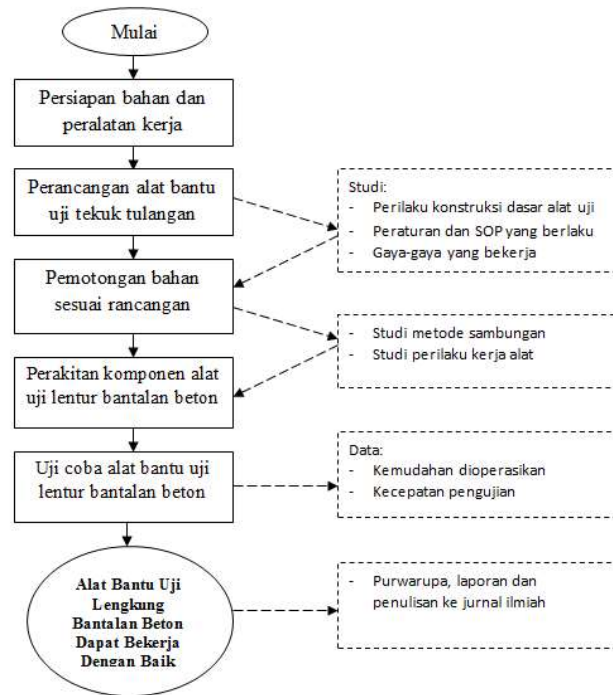 Mulai
Persiapan bahan dan
peralatan kerja
Perancangan alat bantu
uji tekuk tulangan
Studi:
- Perilaku konstruksi dasar alat uji
- Peraturan dan SOP yang berlaku
- Gaya-gaya yang bekerja
Pemotongan bahan
sesuai rancangan
- Studi metode sambungan
- Studi perilaku kerja alat
Perakitan komponen alat
uji lentur bantalan beton
Uji coba alat bantu uji
lentur bantalan beton
Data:
- Kemudahan dioperasikan
- Kecepatan pengujian
Alat Bantu Uji
Lengkung
Bantalan Beton
Dapat Bekerja
Dengan Baik
- Purwarupa, laporan dan
penulisan ke jurnal ilmiah